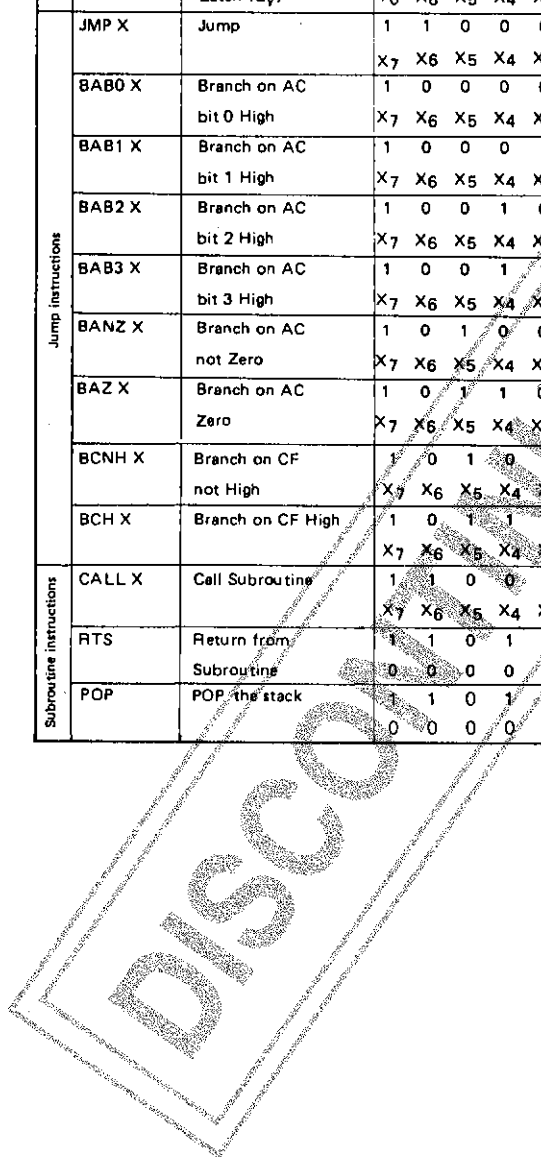 JMP X Jump 1 1 0 0
X7 X6 X5 X4
BAB0 X Branch on AC 1 0 0 0
bit 0 High X7 X6 X5 X4
BAB1 X Branch on AC 1 0 0 0
bit 1 High X7 X6 X5 X4
BAB2 X Branch on AC 1 0 0 1
bit 2 High X7 X6 X5 X4
BAB3 X Branch on AC 1 0 0 1
bit 3 High X7 X6 X5 X4
Jump instructions
BANZ X Branch on AC 1 0 1 0
not Zero X7 X6 X5 X4
BAZ X Branch on AC 1 0 1 1
Zero X7 X6 X5 X4
BCNH X Branch on CF 1 0 1 0
not High X7 X6 X5 X4
BCH X Branch on CF High 1 0 1 1
X7 X6 X5 X4
Subroutine instructions
CALL X Call Subroutine 1 1 0 0
X7 X6 X5 X4
RTS Return from 1 1 0 1
Subroutine 0 0 0 0
POP POP the stack 1 1 0 1
0 0 0 0